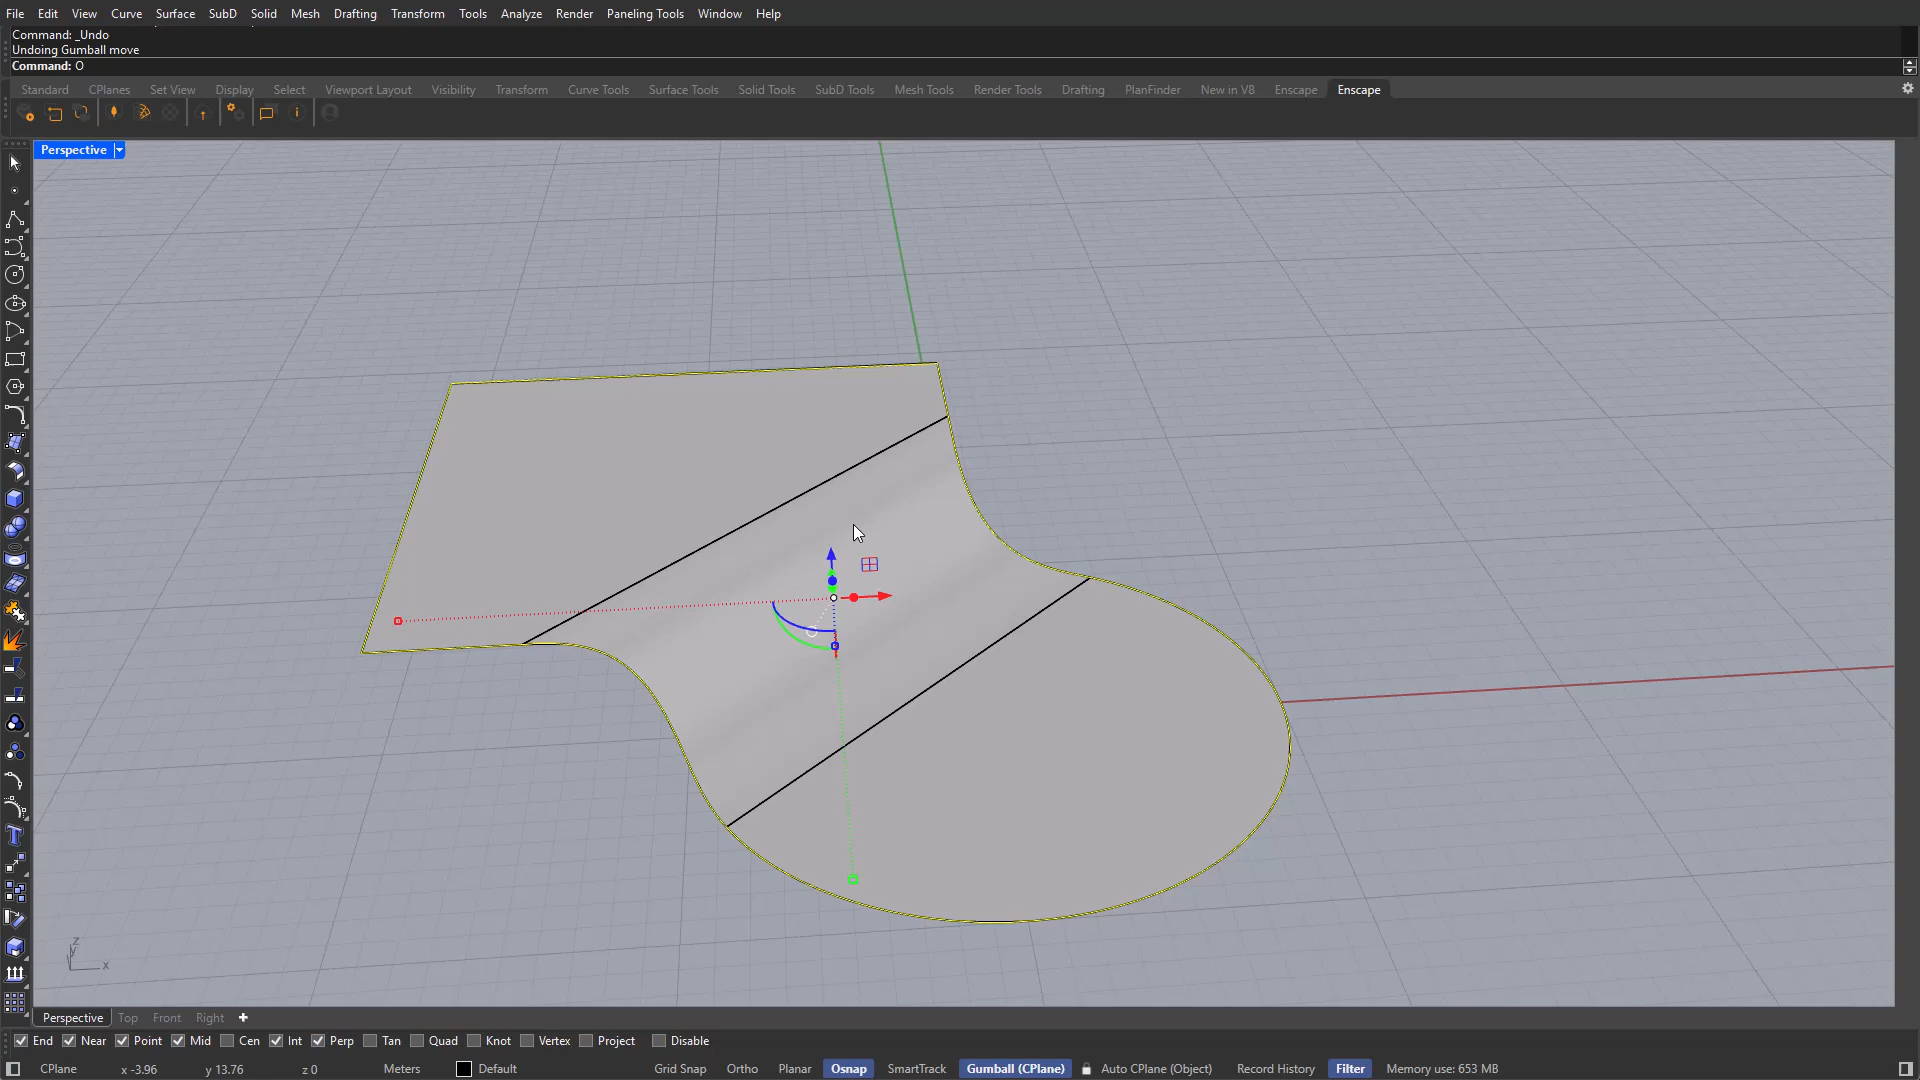 File Edit View Curve Surface SubD Solid Mesh Drafting Transform Tools Analyze Render Paneling Tools Window Help
Command: _Undo
Undoing Gumball move
Command: O
Standard CPlanes Set View Display Select Viewport Layout Visibility Transform Curve Tools Surface Tools Solid Tools SubD Tools Mesh Tools Render Tools Drafting PlanFinder New in V8 Enscape Enscape
Perspective
z
y
x
Perspective Top Front Right
End Near Point Mid Cen Int Perp Tan Quad Knot Vertex Project Disable
CPlane x -3.96 y 13.76 z 0 Meters Default Grid Snap Ortho Planar Osnap SmartTrack Gumball (CPlane) Auto CPlane (Object) Record History Filter Memory use: 653 MB